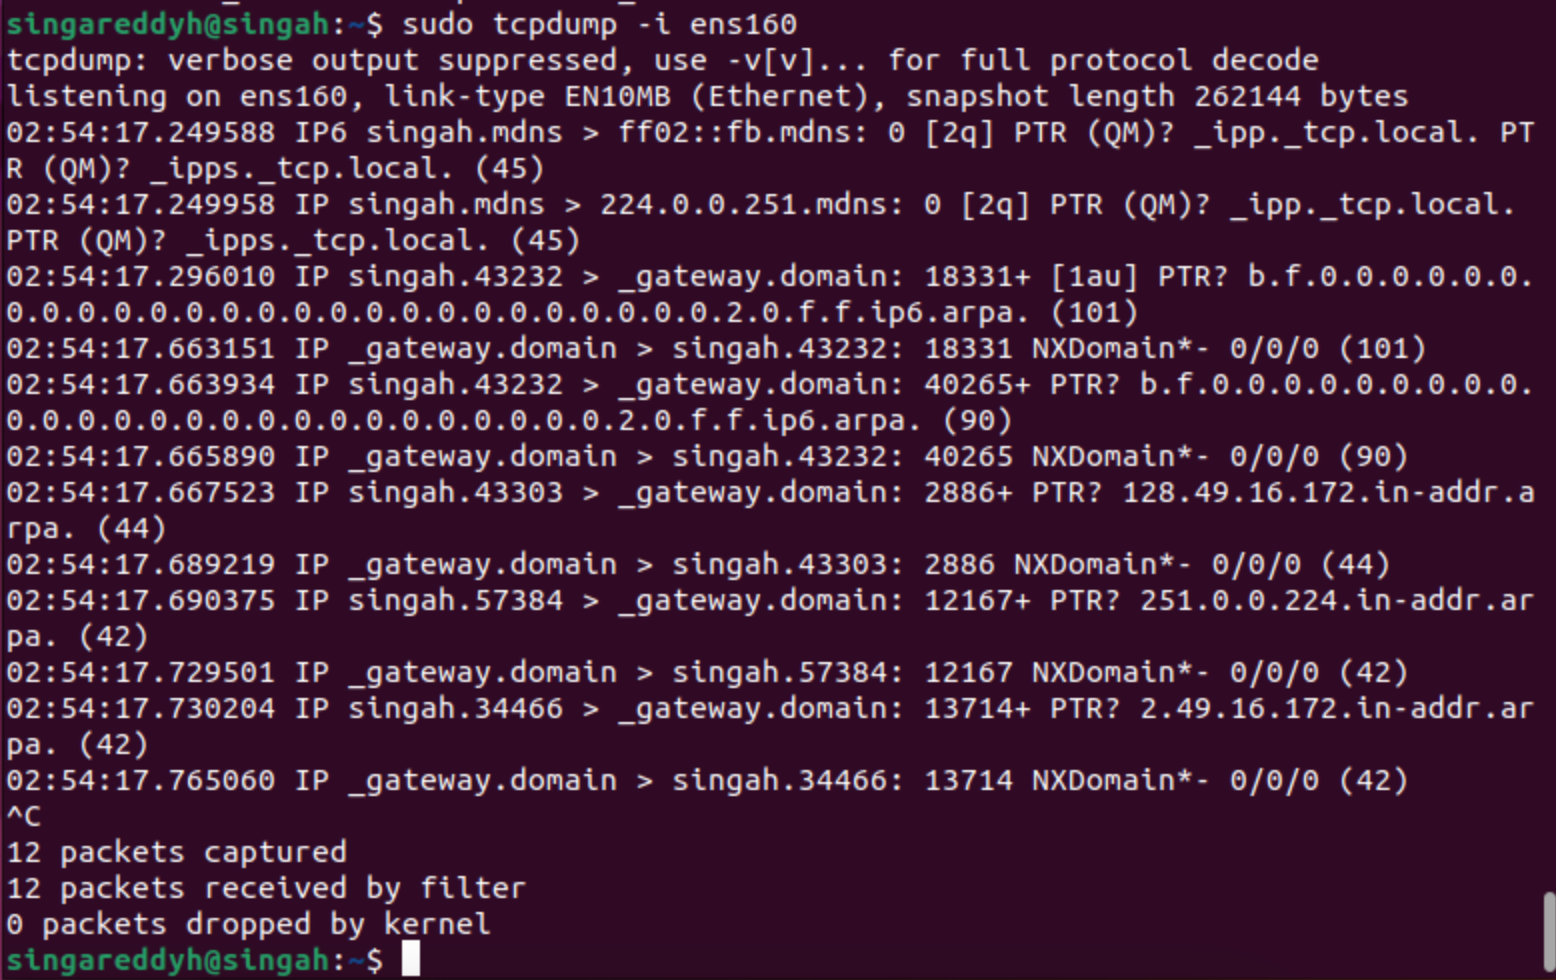 singareddyh@singah:~$ sudo tcpdump -i ens160
tcpdump: verbose output suppressed, use -v[v]... for full protocol decode
listening on ens160, link-type EN10MB (Ethernet), snapshot length 262144 bytes
02:54:17.249588 IP6 singah.mdns > ff02::fb.mdns: 0 [2q] PTR (QM)? _ipp._tcp.local. PT
R (QM)? _ipps._tcp.local. (45)
02:54:17.249958 IP singah.mdns > 224.0.0.251.mdns: 0 [2q] PTR (QM)? _ipp._tcp.local.
PTR (QM)? _ipps._tcp.local. (45)
02:54:17.296010 IP singah.43232 > _gateway.domain: 18331+ [1au] PTR? b.f.0.0.0.0.0.0.
0.0.0.0.0.0.0.0.0.0.0.0.0.0.0.0.0.0.0.0.2.0.f.f.ip6.arpa. (101)
02:54:17.663151 IP _gateway.domain > singah.43232: 18331 NXDomain*- 0/0/0 (101)
02:54:17.663934 IP singah.43232 > _gateway.domain: 40265+ PTR? b.f.0.0.0.0.0.0.0.0.0.
0.0.0.0.0.0.0.0.0.0.0.0.0.0.0.0.0.2.0.f.f.ip6.arpa. (90)
02:54:17.665890 IP _gateway.domain > singah.43232: 40265 NXDomain*- 0/0/0 (90)
02:54:17.667523 IP singah.43303 > _gateway.domain: 2886+ PTR? 128.49.16.172.in-addr.a
rpa. (44)
02:54:17.689219 IP _gateway.domain > singah.43303: 2886 NXDomain*- 0/0/0 (44)
02:54:17.690375 IP singah.57384 > _gateway.domain: 12167+ PTR? 251.0.0.224.in-addr.ar
pa. (42)
02:54:17.729501 IP _gateway.domain > singah.57384: 12167 NXDomain*- 0/0/0 (42)
02:54:17.730204 IP singah.34466 > _gateway.domain: 13714+ PTR? 2.49.16.172.in-addr.ar
pa. (42)
02:54:17.765060 IP _gateway.domain > singah.34466: 13714 NXDomain*- 0/0/0 (42)
^C
12 packets captured
12 packets received by filter
0 packets dropped by kernel
singareddyh@singah:~$